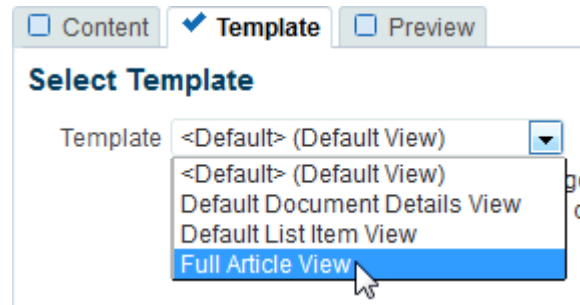 Content Template Preview
Select Template
Template <Default> (Default View)
<Default> (Default View)
Default Document Details View
Default List Item View
Full Article View